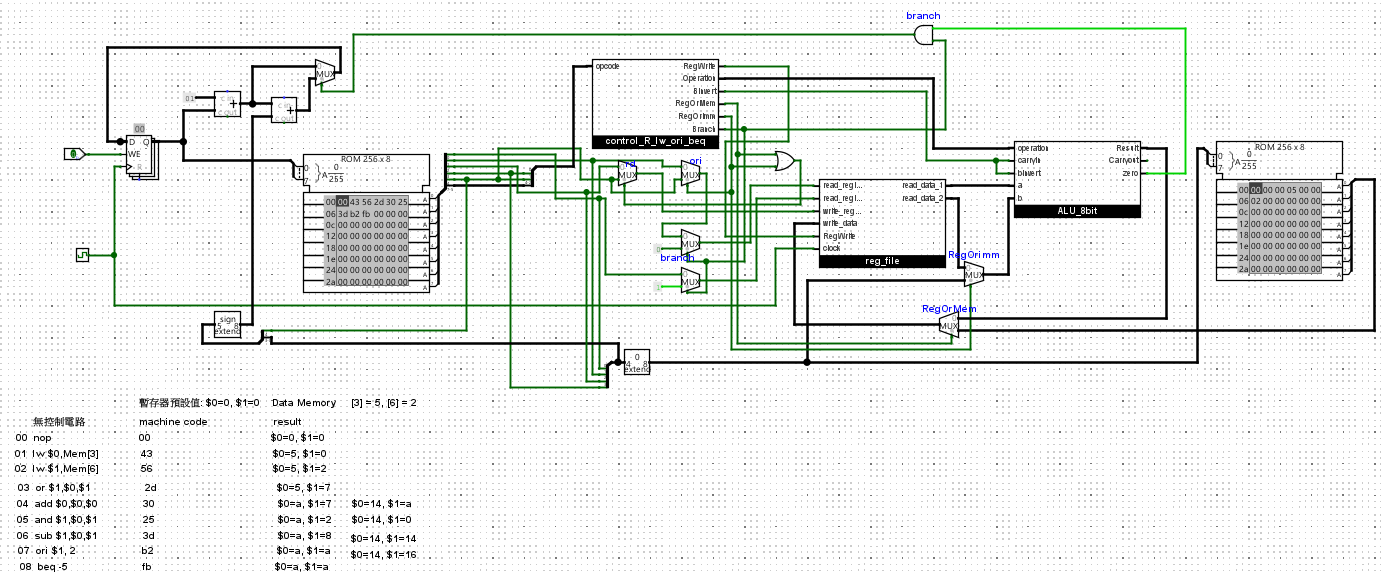 branch
MUX
01
c in
+
c out
c in
+
c out
00
D Q
WE
R
0
opcode
RegWrite
Operation
BInvert
RegOrMem
RegOrImm
Branch
control_R_lw_ori_beq
ROM 256 x 8
0
7
A
0
255
00 00 43 56 2d 30 25
06 3d b2 fb 00 00 00
0c 00 00 00 00 00 00
12 00 00 00 00 00 00
18 00 00 00 00 00 00
1e 00 00 00 00 00 00
24 00 00 00 00 00 00
2a 00 00 00 00 00 00
rd
MUX
ori
MUX
MUX
branch
MUX
read_regI...
read_regI...
write_reg...
write_data
RegWrite
clock
read_data_1
read_data_2
reg_file
operation
carryIn
bInvert
a
b
Result
Carryout
zero
ALU_8bit
ROM 256 x 8
0
7
A
0
255
00 00 00 00 05 00 00
06 02 00 00 00 00 00
0c 00 00 00 00 00 00
12 00 00 00 00 00 00
18 00 00 00 00 00 00
1e 00 00 00 00 00 00
24 00 00 00 00 00 00
2a 00 00 00 00 00 00
RegOrImm
MUX
RegOrMem
MUX
sign
5 8
extend
0
4 8
extend
暫存器預設值: $0=0, $1=0 Data Memory [3] = 5, [6] = 2
無控制電路 machine code result
00 nop 00 $0=0, $1=0
01 lw $0,Mem[3] 43 $0=5, $1=0
02 lw $1,Mem[6] 56 $0=5, $1=2
03 or $1,$0,$1 2d $0=5, $1=7
04 add $0,$0,$0 30 $0=a, $1=7 $0=14, $1=a
05 and $1,$0,$1 25 $0=a, $1=2 $0=14, $1=0
06 sub $1,$0,$1 3d $0=a, $1=8 $0=14, $1=14
07 ori $1, 2 b2 $0=a, $1=a $0=14, $1=16
08 beq -5 fb $0=a, $1=a